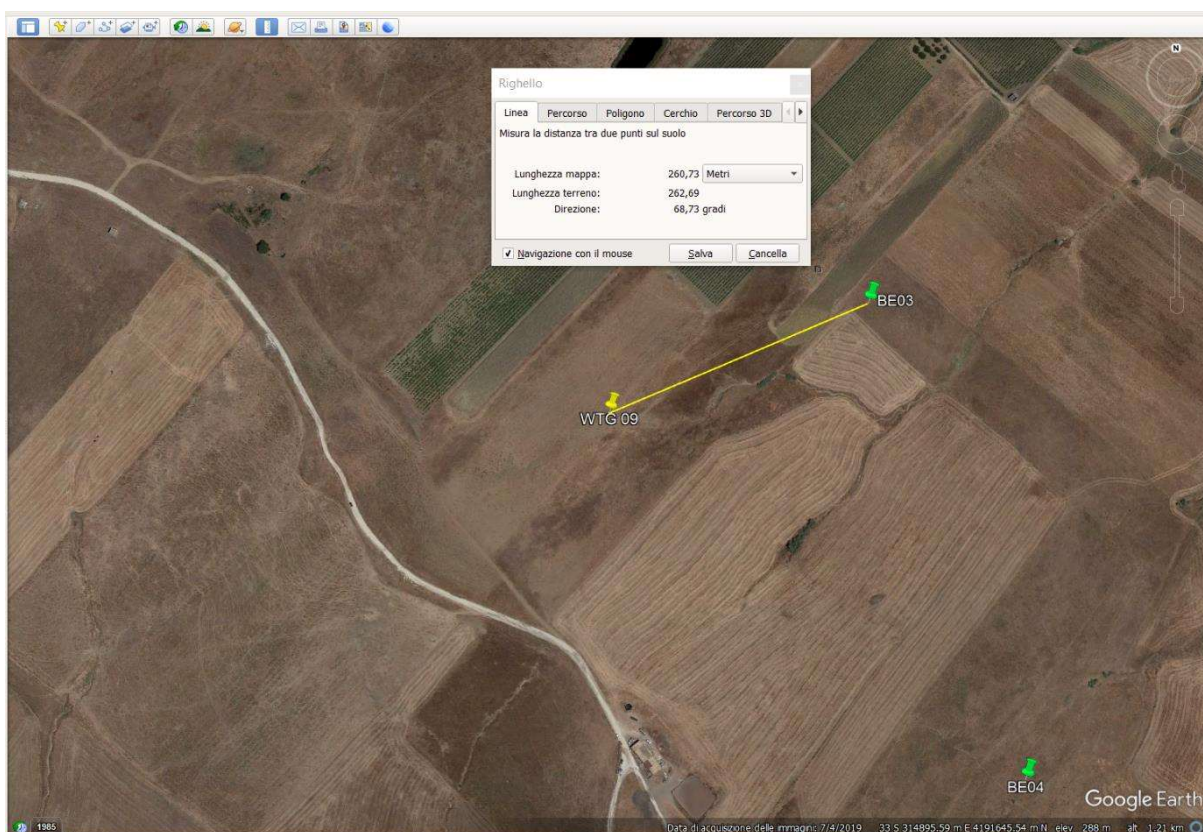 N
Righello
Linea Percorso Poligono Cerchio Percorso 3D
Misura la distanza tra due punti sul suolo
Lunghezza mappa: 260,73 Metri
Lunghezza terreno: 262,69
Direzione: 68,73 gradi
Navigazione con il mouse Salva Cancella
BE03
WTG 09
BE04
Google Earth
1985
Data di acquisizione delle immagini: 7/4/2019 33 S 314895.59 m E 4191645.54 m N elev 288 m alt 1.21 km